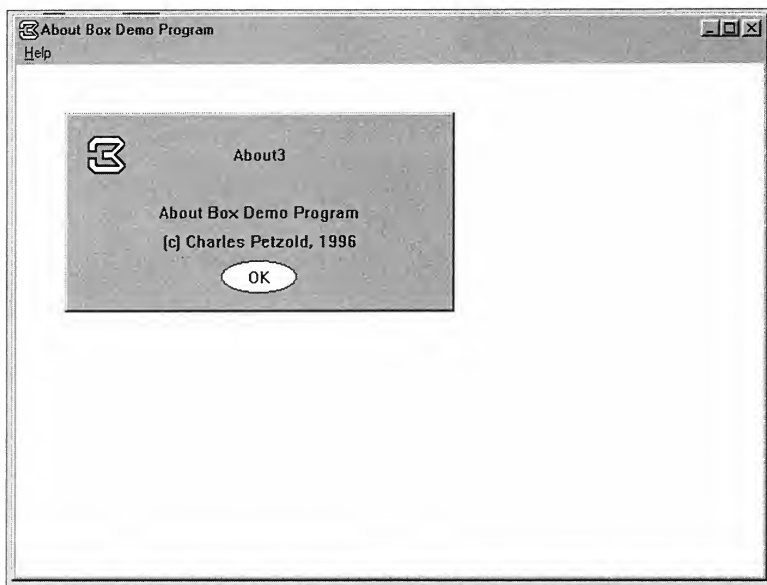 About Box Demo Program
Help
About3
About Box Demo Program
(c) Charles Petzold, 1996
OK